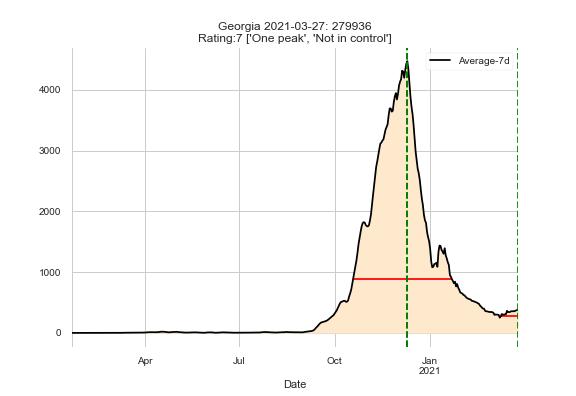 Georgia 2021-03-27: 279936
Rating:7 ['One peak', 'Not in control']
Average-7d
4000
3000
2000
1000
0
Apr
Jul
Oct
Jan
2021
Date